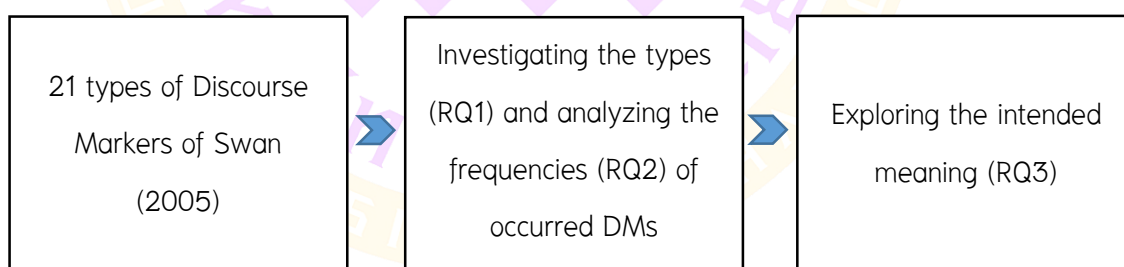 21 types of Discourse
Markers of Swan
(2005)
Investigating the types
(RQ1) and analyzing the
frequencies (RQ2) of
occurred DMs
Exploring the intended
meaning (RQ3)